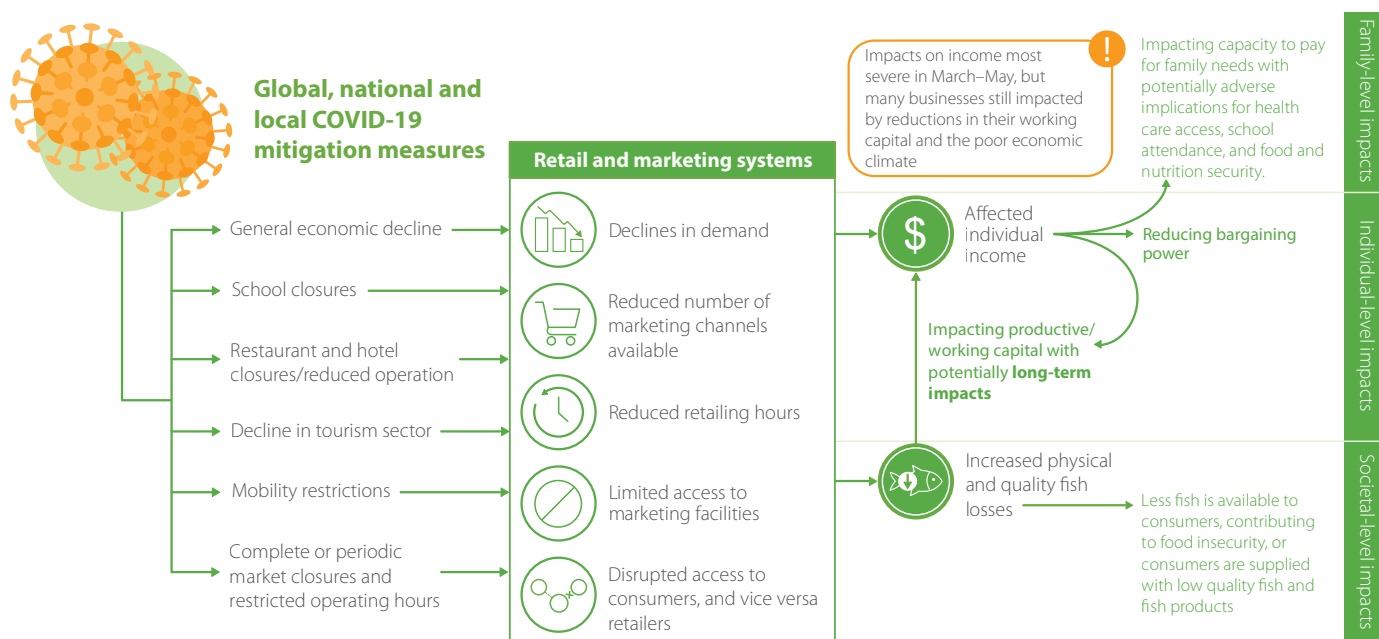 Global, national and
local COVID-19
mitigation measures
General economic decline
School closures
Restaurant and hotel
closures/reduced operation
Decline in tourism sector
Mobility restrictions
Complete or periodic
market closures and
restricted operating hours
Retail and marketing systems
Declines in demand
Reduced number of
marketing channels
available
Reduced retailing hours
Limited access to
marketing facilities
Disrupted access to
consumers, and vice versa
retailers
Impacts on income most
severe in March–May, but
many businesses still impacted
by reductions in their working
capital and the poor economic
climate
!
Impacting capacity to pay
for family needs with
potentially adverse
implications for health
care access, school
attendance, and food and
nutrition security.
$
Affected
individual
income
Reducing bargaining
power
Impacting productive/
working capital with
potentially long-term
impacts
Increased physical
and quality fish
losses
Less fish is available to
consumers, contributing
to food insecurity, or
consumers are supplied
with low quality fish and
fish products
Family-level impacts
Individual-level impacts
Societal-level impacts